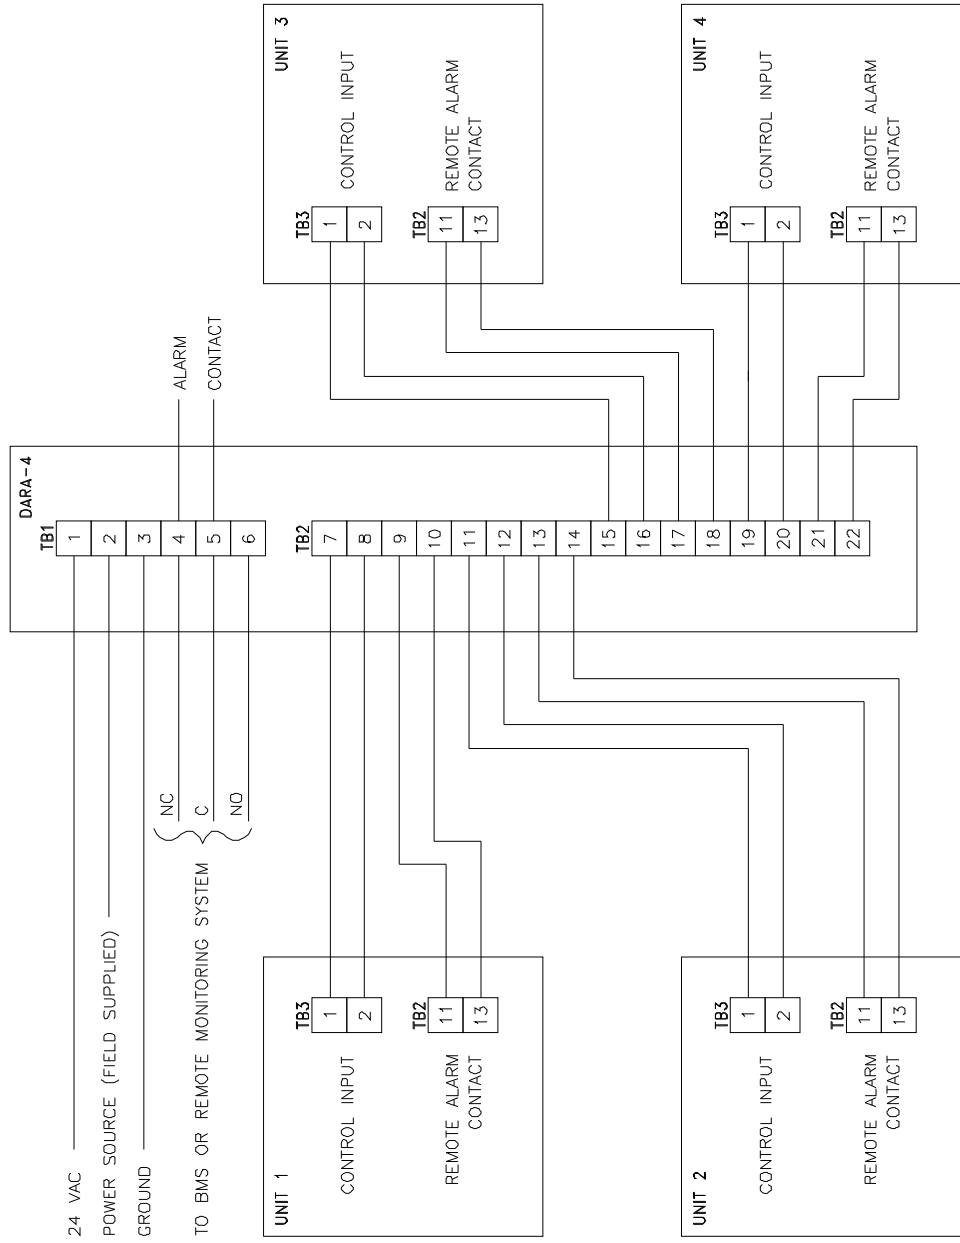 DARA-4
TB1
1
2
3
4
5
6
24 VAC
POWER SOURCE (FIELD SUPPLIED)
GROUND
NC
C
NO
TO BMS OR REMOTE MONITORING SYSTEM
ALARM
CONTACT
TB2
7
8
9
10
11
12
13
14
15
16
17
18
19
20
21
22
UNIT 1
TB3
1
2
CONTROL INPUT
TB2
11
13
REMOTE ALARM
CONTACT
UNIT 3
TB3
1
2
CONTROL INPUT
TB2
11
13
REMOTE ALARM
CONTACT
UNIT 2
TB3
1
2
CONTROL INPUT
TB2
11
13
REMOTE ALARM
CONTACT
UNIT 4
TB3
1
2
CONTROL INPUT
TB2
11
13
REMOTE ALARM
CONTACT